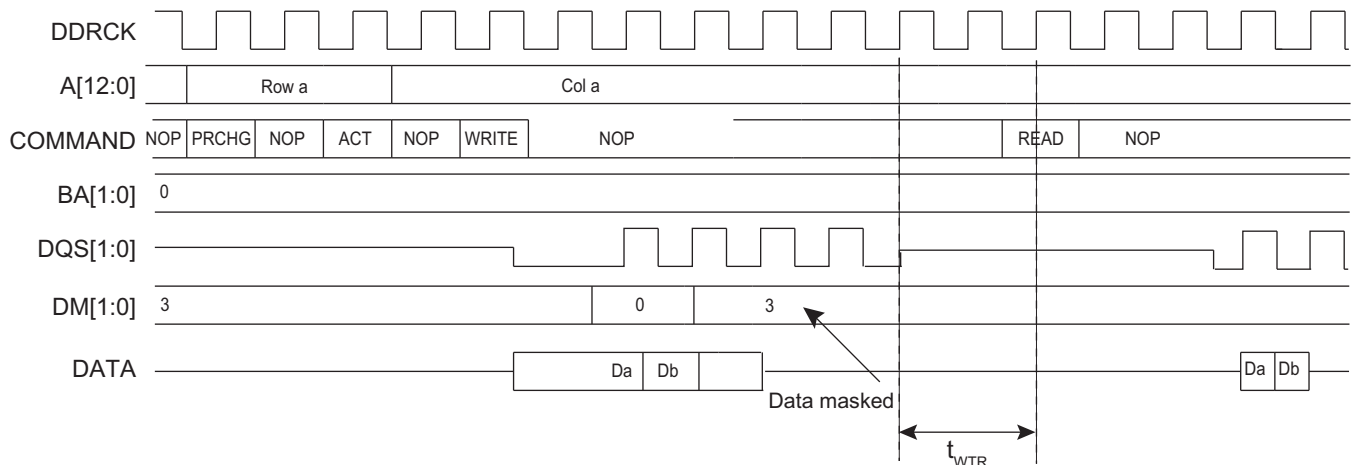 DDRCK
A[12:0] Row a Col a
COMMAND NOP PRCHG NOP ACT NOP WRITE NOP READ NOP
BA[1:0] 0
DQS[1:0]
DM[1:0] 3 0 3
DATA Da Db Da Db
Data masked
tWTR